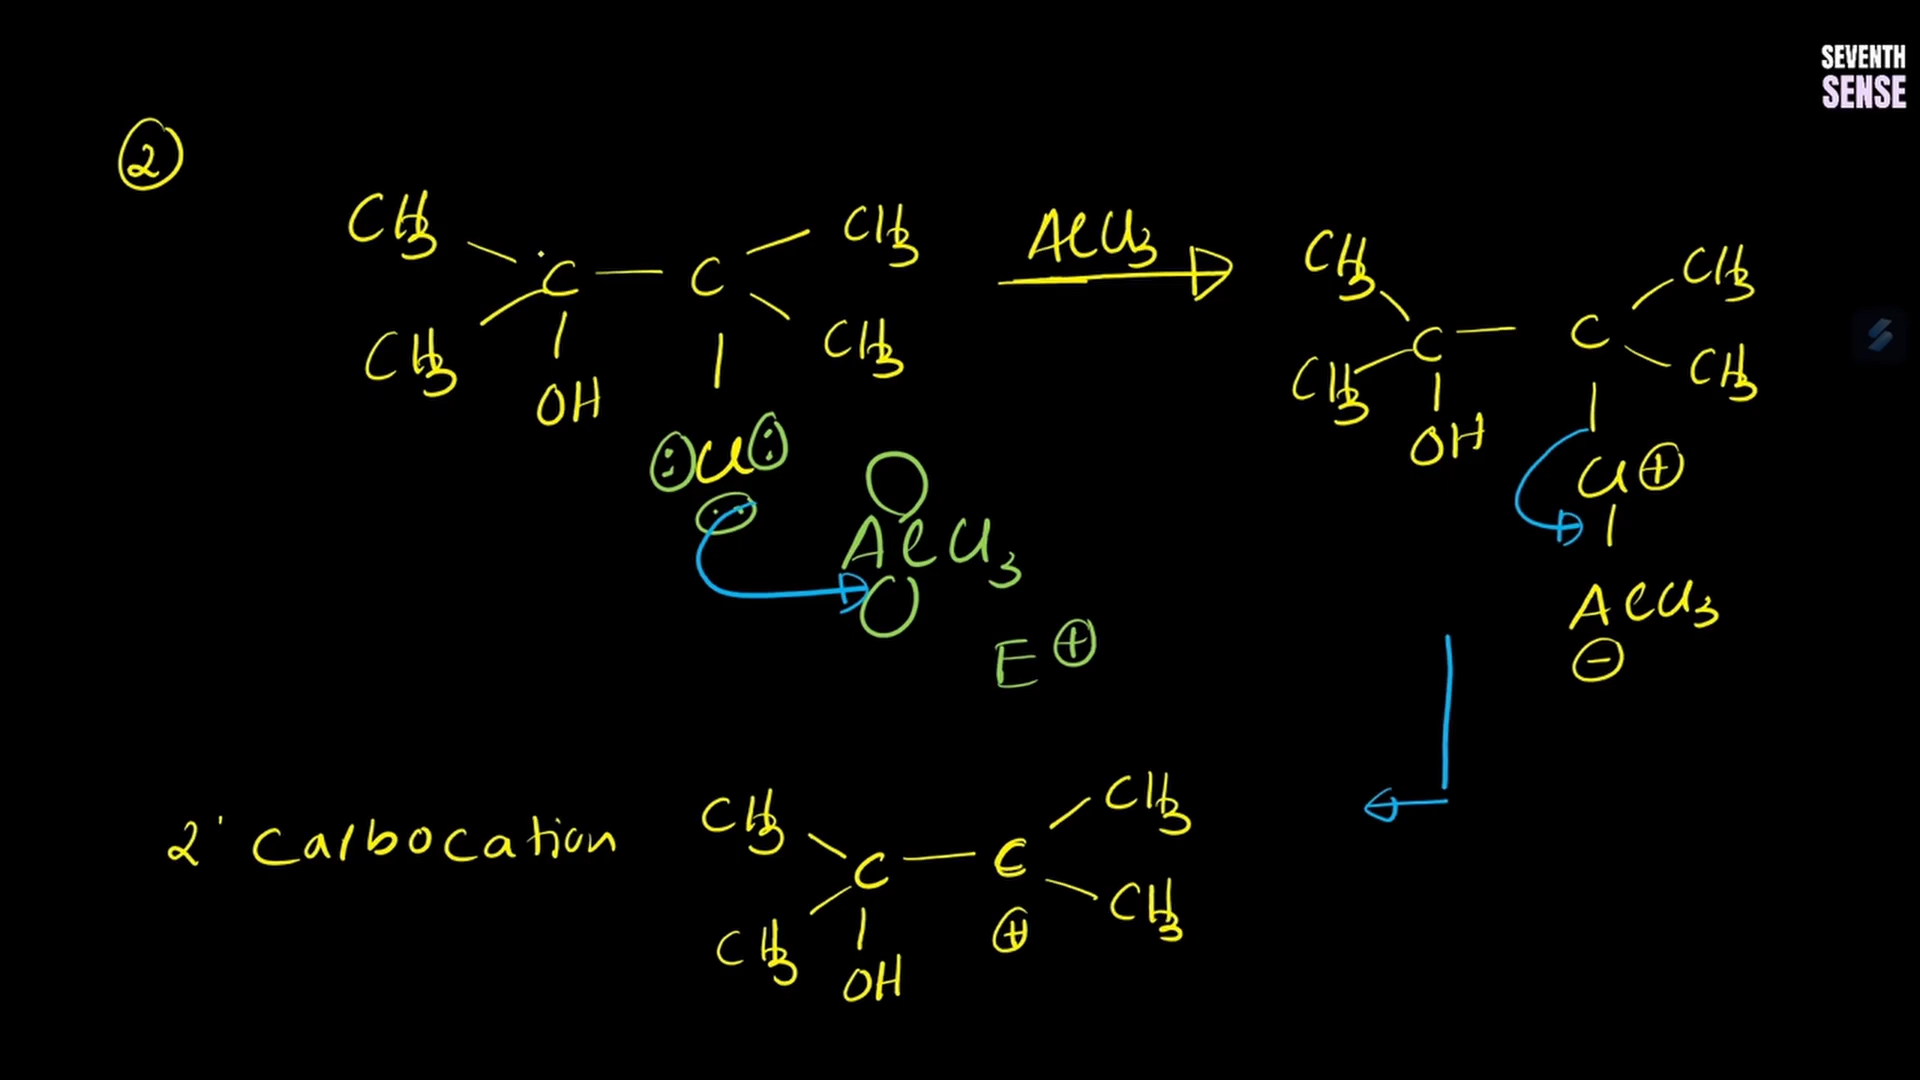 SEVENTH
SENSE
2
CH3 CH3 AlCl3 CH3 CH3
C — C
C — C
CH3 CH3 CH3 CH3
OH OH
:Cl: Cl ⊕
AlCl3 AlCl3
E ⊕ ⊖
CH3 CH3
2' Carbocation C — C
CH3 ⊕ CH3
OH